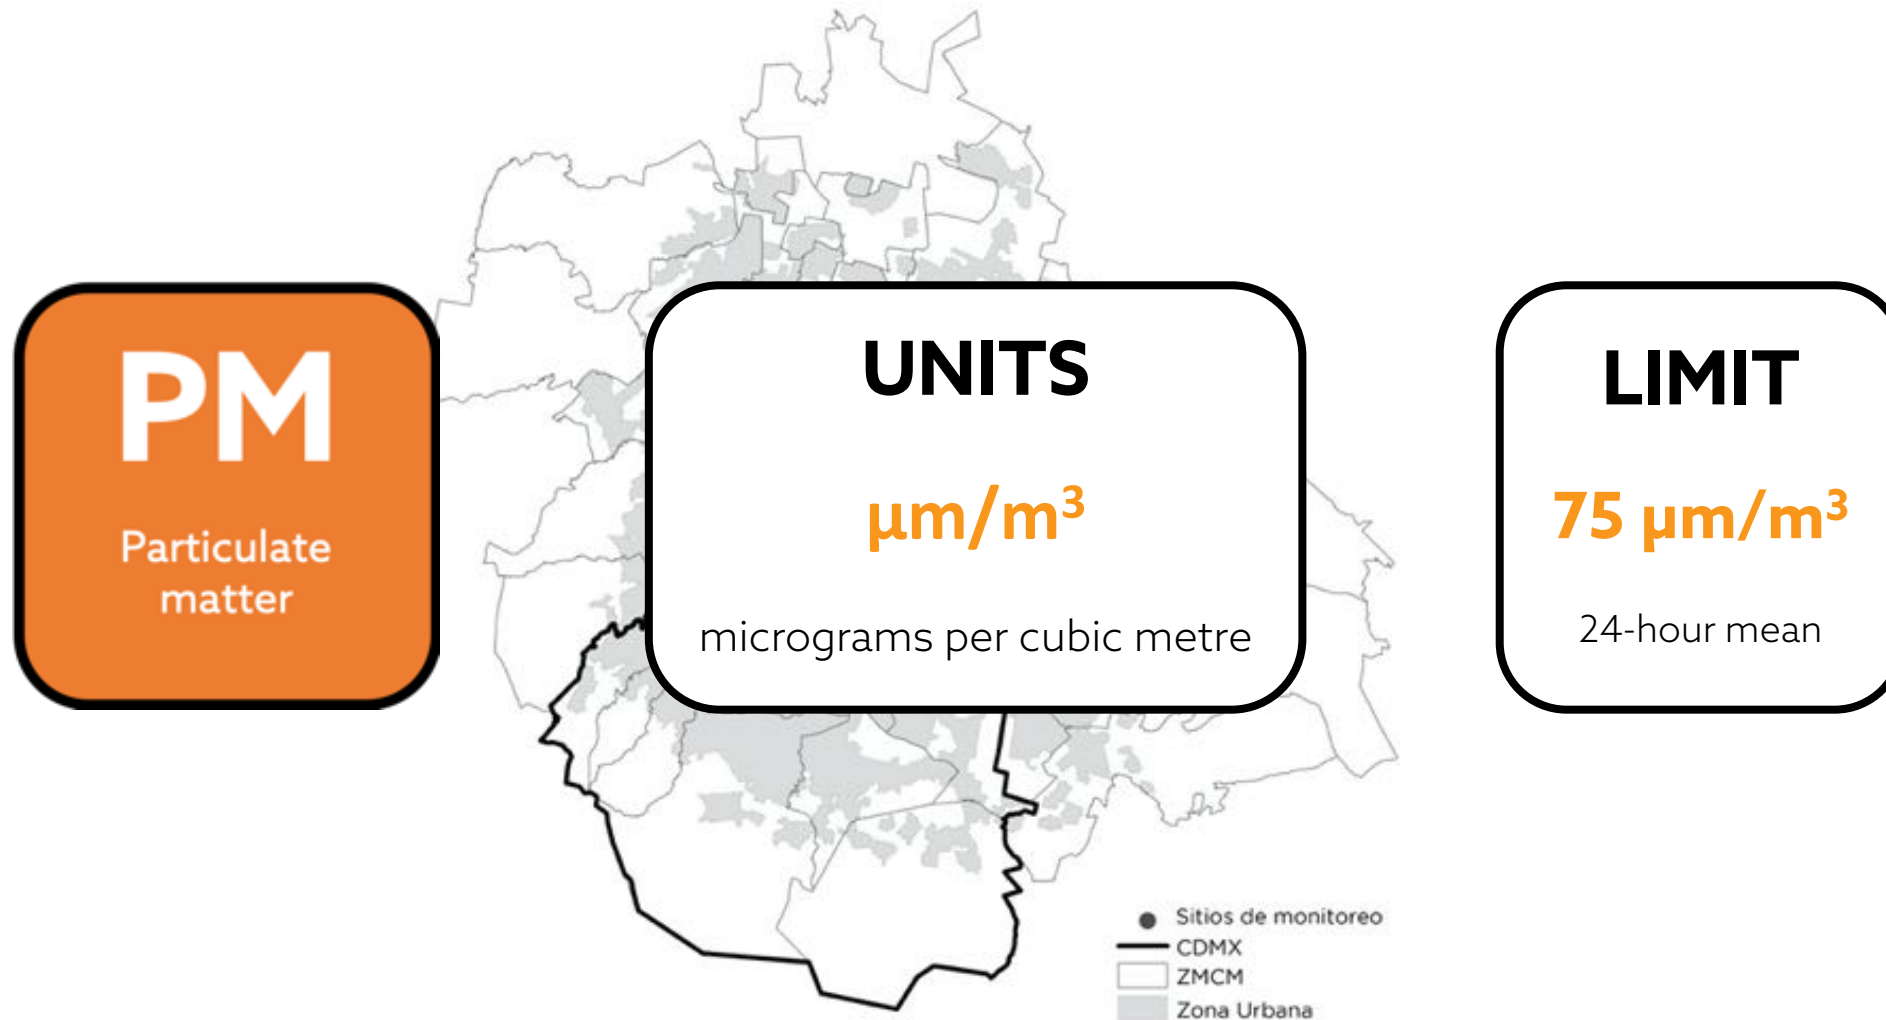 PM
Particulate
matter
UNITS
µm/m³
micrograms per cubic metre
LIMIT
75 µm/m³
24-hour mean
Sitios de monitoreo
CDMX
ZMCM
Zona Urbana